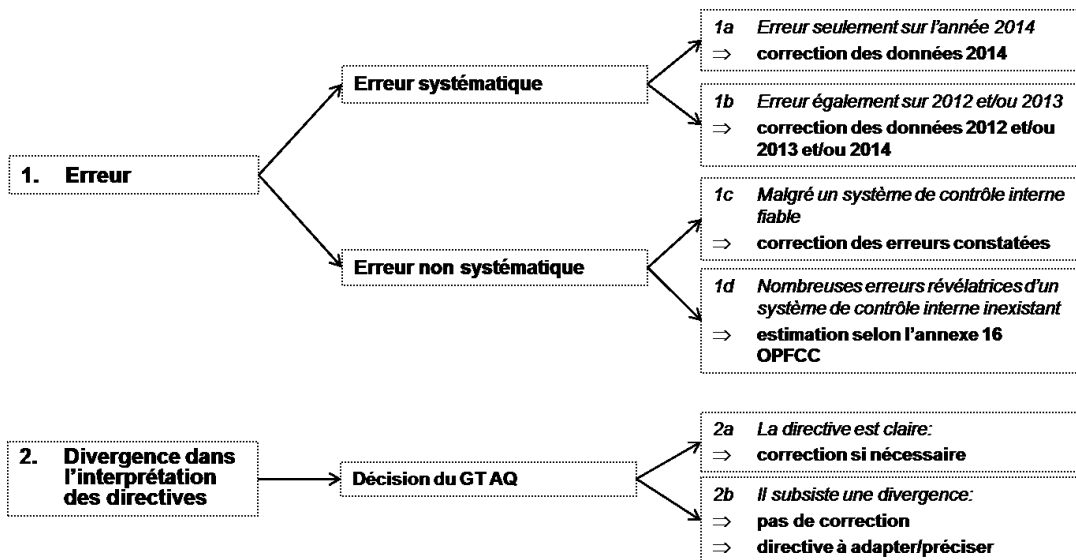 1a Erreur seulement sur l'année 2014
⇒ correction des données 2014
Erreur systématique
1b Erreur également sur 2012 et/ou 2013
⇒ correction des données 2012 et/ou
2013 et/ou 2014
1. Erreur
1c Malgré un système de contrôle interne
fiable
⇒ correction des erreurs constatées
Erreur non systématique
1d Nombreuses erreurs révélatrices d'un
système de contrôle interne inexistant
⇒ estimation selon l'annexe 16
OPFCC
2. Divergence dans
l'interprétation
des directives
Décision du GT AQ
2a La directive est claire:
⇒ correction si nécessaire
2b Il subsiste une divergence:
⇒ pas de correction
⇒ directive à adapter/préciser